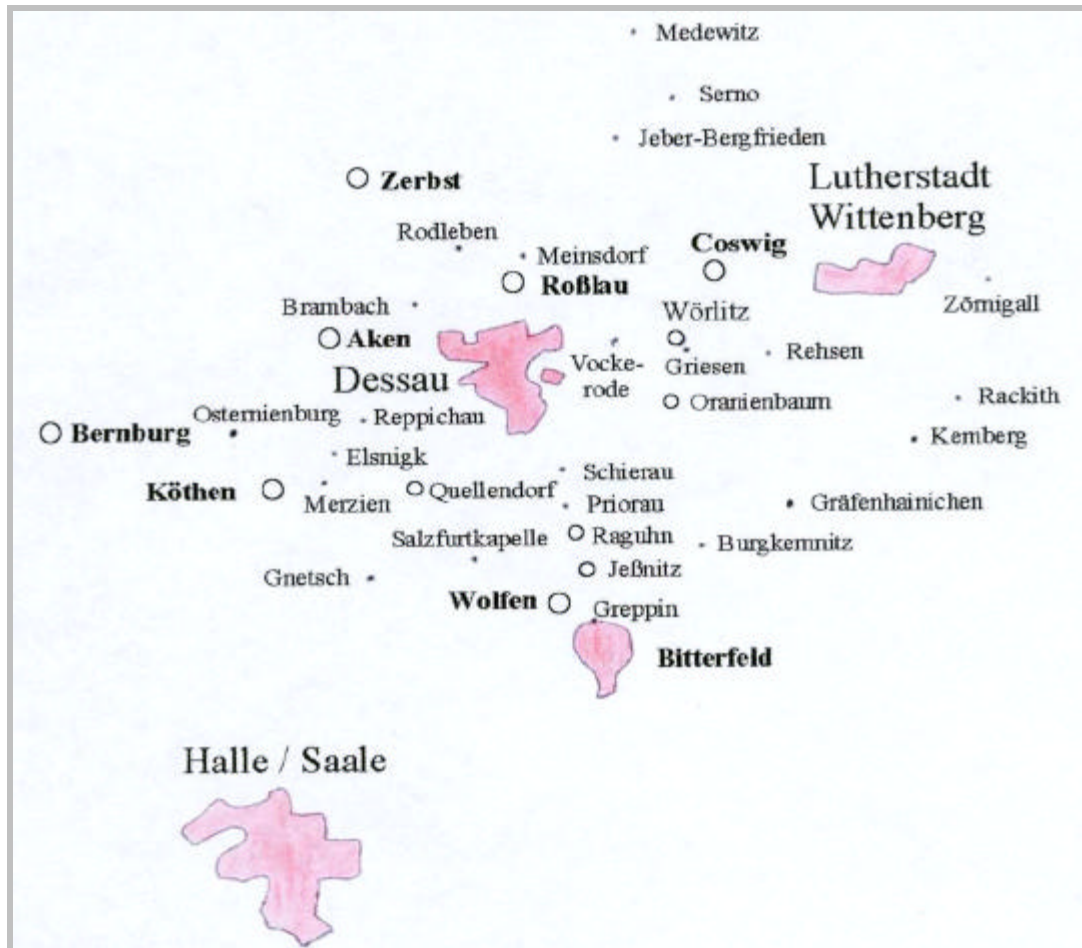 Medewitz
Serno
Jeber-Bergfrieden
Lutherstadt
Wittenberg
Zerbst
Rodleben
Meinsdorf
Coswig
Roßlau
Brambach
Zömigall
Wörlitz
Aken
Rehsen
Vocke-
rode
Griesen
Dessau
Rackith
Oranienbaum
Osternienburg
Reppichau
Bernburg
Kemberg
Elsnigk
Schierau
Köthen
Quellendorf
Merzien
Priorau
Gräfenhainichen
Raguhn
Salzfurtkapelle
Burgkemnitz
Jeßnitz
Gnetsch
Wolfen
Greppin
Bitterfeld
Halle / Saale